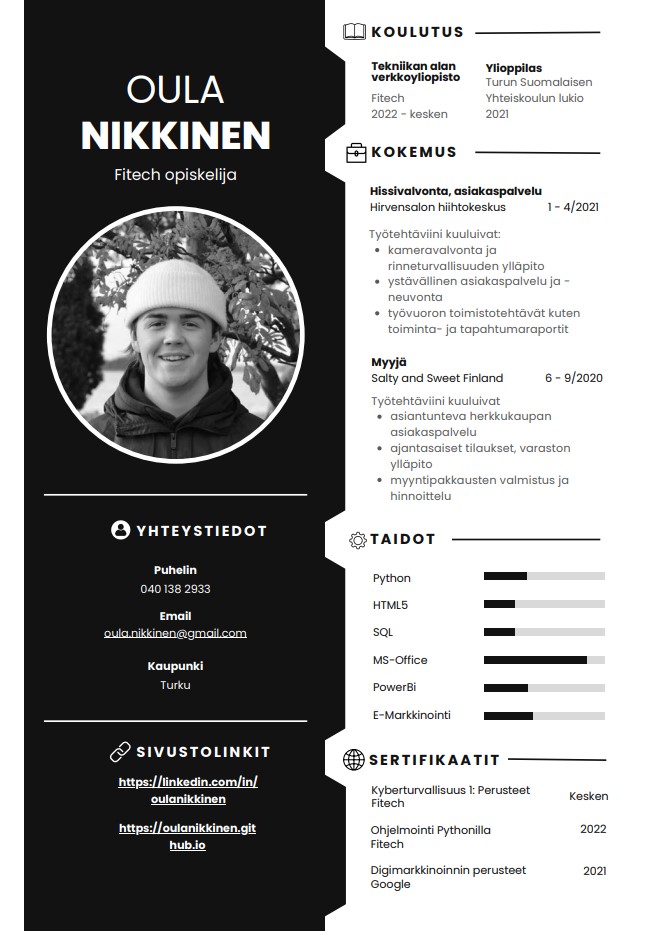 OULA
NIKKINEN
Fitech opiskelija
YHTEYSTIEDOT
Puhelin
040 138 2933
Email
oula.nikkinen@gmail.com
Kaupunki
Turku
SIVUSTOLINKIT
https://linkedin.com/in/
oulanikkinen
https://oulanikkinen.git
hub.io
KOULUTUS
Tekniikan alan
verkkoyliopisto
Fitech
2022 - kesken
Ylioppilas
Turun Suomalaisen
Yhteiskoulun lukio
2021
KOKEMUS
Hissivalvonta, asiakaspalvelu
Hirvensalon hiihtokeskus 1 - 4/2021
Työtehtäviini kuuluivat:
• kameravalvonta ja
rinneturvallisuuden ylläpito
• ystävällinen asiakaspalvelu ja -
neuvonta
• työvuoron toimistotehtävät kuten
toiminta- ja tapahtumaraportit
Myyjä
Salty and Sweet Finland 6 - 9/2020
Työtehtäviini kuuluivat
• asiantunteva herkkukaupan
asiakaspalvelu
• ajantasaiset tilaukset, varaston
ylläpito
• myyntipakkausten valmistus ja
hinnoittelu
TAIDOT
Python
HTML5
SQL
MS-Office
PowerBi
E-Markkinointi
SERTIFIKAATIT
Kyberturvallisuus 1: Perusteet
Fitech
Kesken
Ohjelmointi Pythonilla
Fitech
2022
Digimarkkinoinnin perusteet
Google
2021